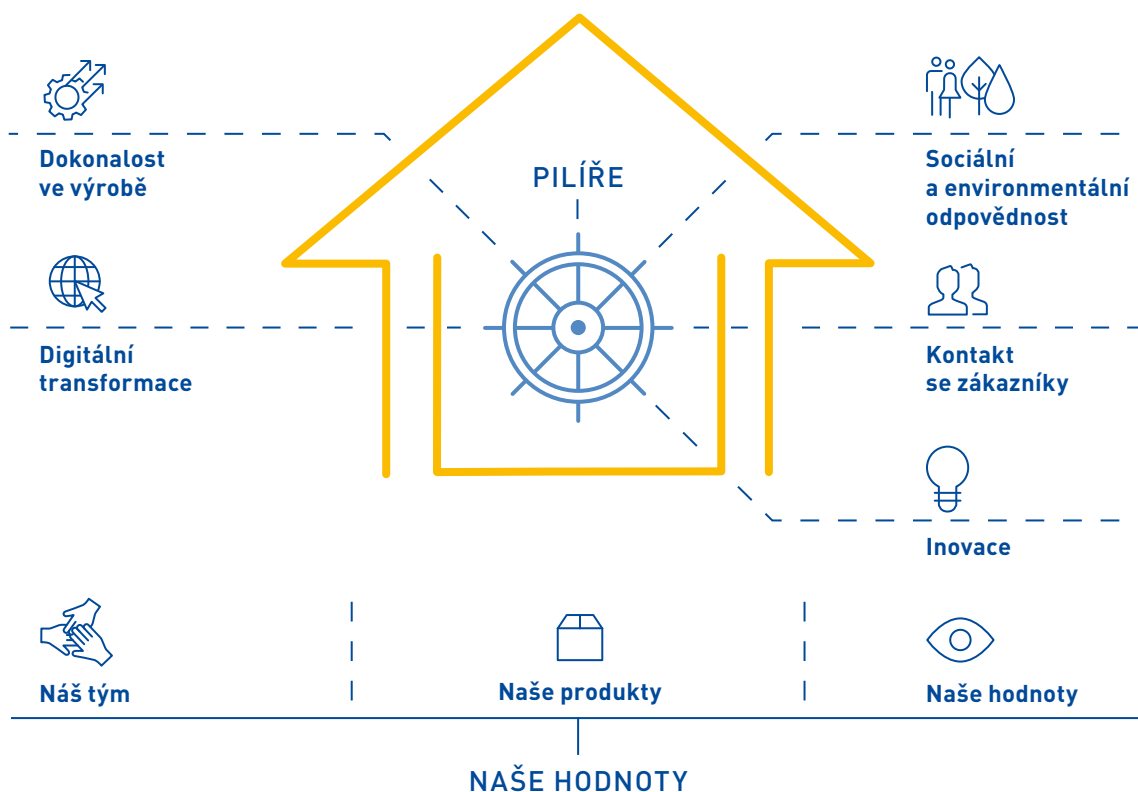 PILÍŘE
Dokonalost
ve výrobě
Digitální
transformace
Sociální
a environmentální
odpovědnost
Kontakt
se zákazníky
Inovace
Náš tým
Naše produkty
Naše hodnoty
NAŠE HODNOTY